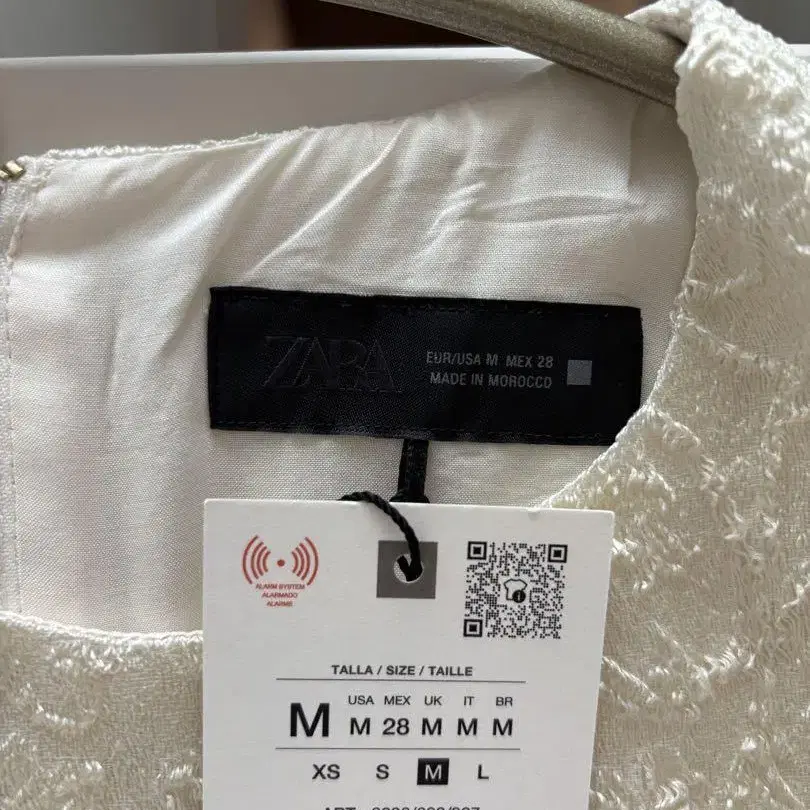 ZARA
EUR/USA M MEX 28
MADE IN MOROCCO
ALARM SYSTEM
ALARMADO
ALARME
TALLA / SIZE / TAILLE
USA MEX UK IT BR
M M 28 M M M
XS S M L
ART.